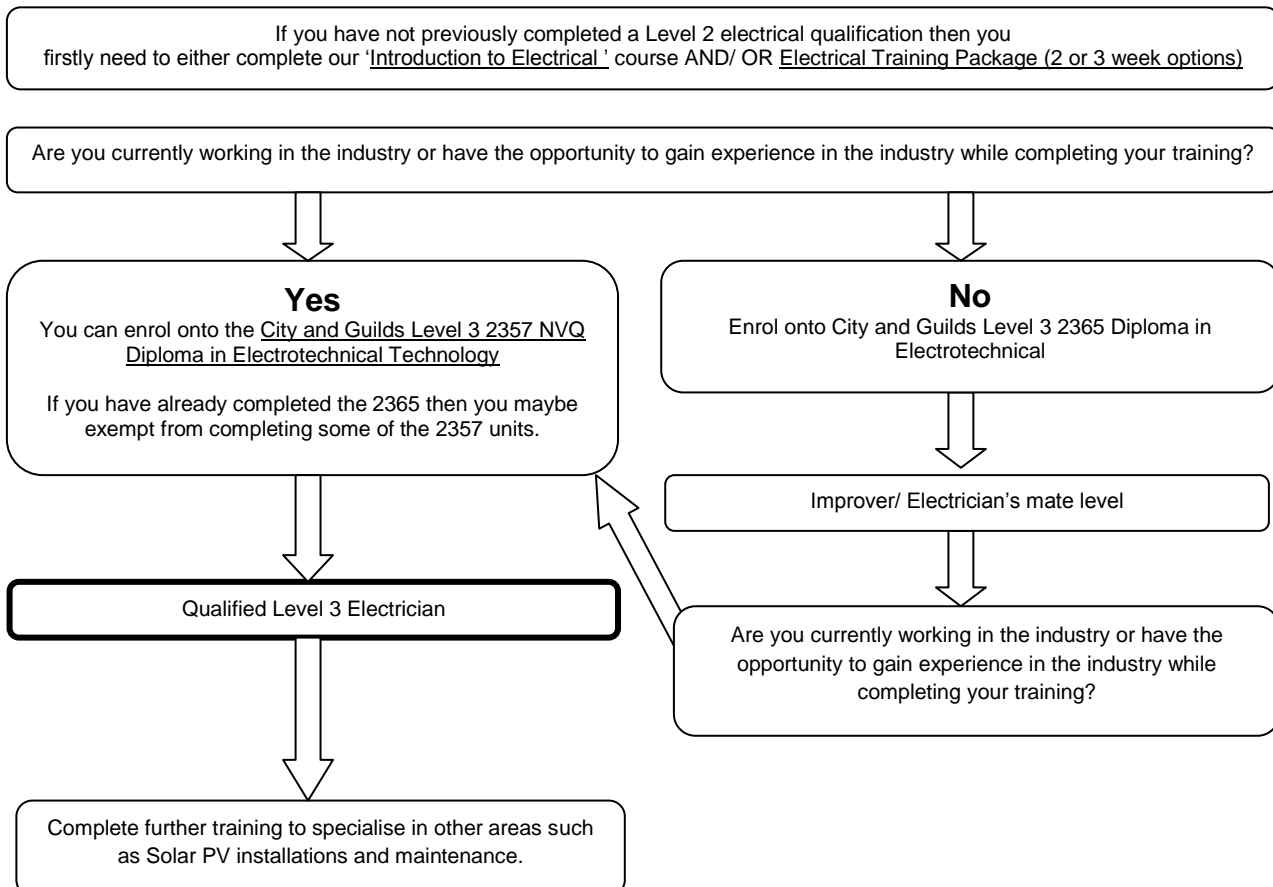 If you have not previously completed a Level 2 electrical qualification then you
firstly need to either complete our ‘Introduction to Electrical ’ course AND/ OR Electrical Training Package (2 or 3 week options)
Are you currently working in the industry or have the opportunity to gain experience in the industry while completing your training?
Yes
You can enrol onto the City and Guilds Level 3 2357 NVQ
Diploma in Electrotechnical Technology
If you have already completed the 2365 then you maybe
exempt from completing some of the 2357 units.
No
Enrol onto City and Guilds Level 3 2365 Diploma in
Electrotechnical
Improver/ Electrician’s mate level
Qualified Level 3 Electrician
Are you currently working in the industry or have the
opportunity to gain experience in the industry while
completing your training?
Complete further training to specialise in other areas such
as Solar PV installations and maintenance.